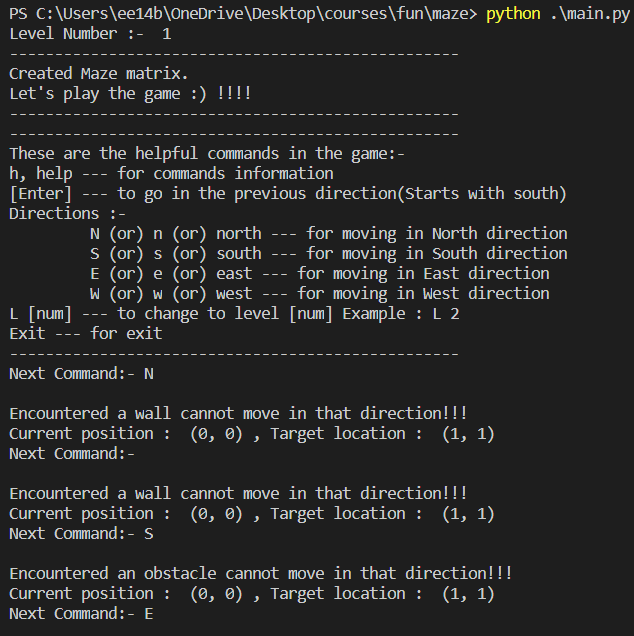 PS C:\Users\ee14b\OneDrive\Desktop\courses\fun\maze> python .\main.py
Level Number :-  1
--------------------------------------------------
Created Maze matrix.
Let's play the game :) !!!!
--------------------------------------------------
--------------------------------------------------
These are the helpful commands in the game:-
h, help --- for commands information
[Enter] --- to go in the previous direction(Starts with south)
Directions :-
         N (or) n (or) north --- for moving in North direction
         S (or) s (or) south --- for moving in South direction
         E (or) e (or) east --- for moving in East direction
         W (or) w (or) west --- for moving in West direction
L [num] --- to change to level [num] Example : L 2
Exit --- for exit
--------------------------------------------------
Next Command:- N
Encountered a wall cannot move in that direction!!!
Current position :  (0, 0) , Target location :  (1, 1)
Next Command:-
Encountered a wall cannot move in that direction!!!
Current position :  (0, 0) , Target location :  (1, 1)
Next Command:- S
Encountered an obstacle cannot move in that direction!!!
Current position :  (0, 0) , Target location :  (1, 1)
Next Command:- E